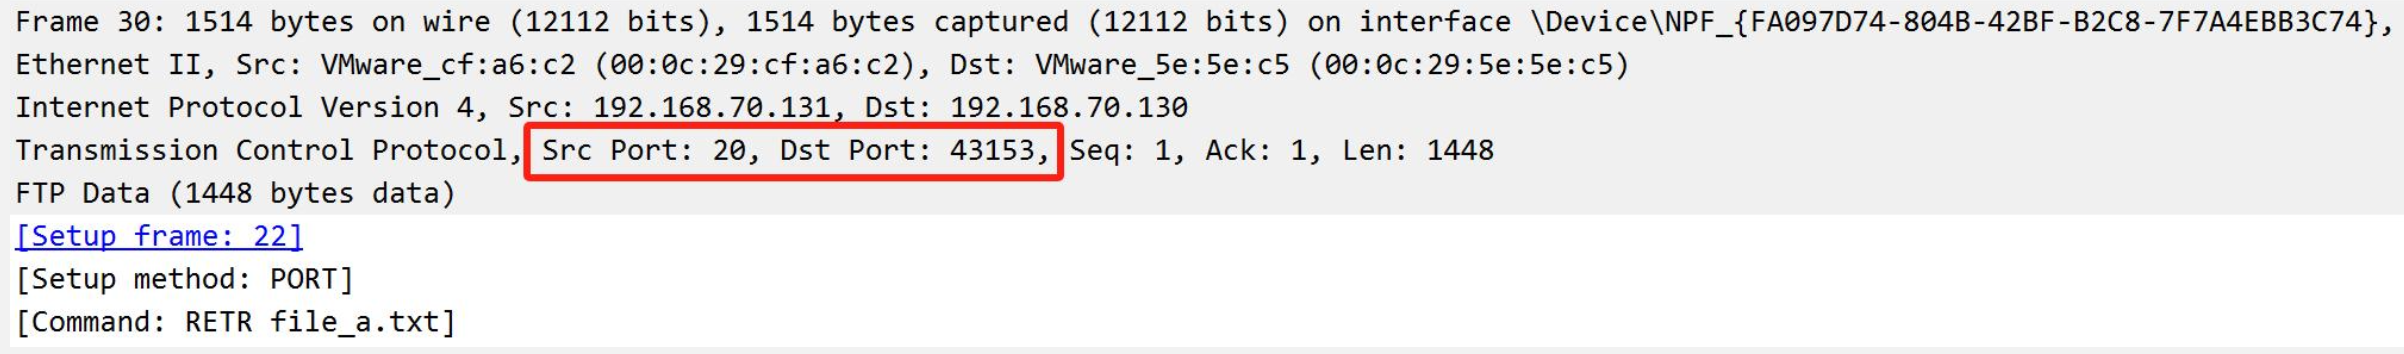 Frame 30: 1514 bytes on wire (12112 bits), 1514 bytes captured (12112 bits) on interface \Device\NPF_{FA097D74-804B-42BF-B2C8-7F7A4EBB3C74},
Ethernet II, Src: VMware_cf:a6:c2 (00:0c:29:cf:a6:c2), Dst: VMware_5e:5e:c5 (00:0c:29:5e:5e:c5)
Internet Protocol Version 4, Src: 192.168.70.131, Dst: 192.168.70.130
Transmission Control Protocol, Src Port: 20, Dst Port: 43153, Seq: 1, Ack: 1, Len: 1448
FTP Data (1448 bytes data)
[Setup frame: 22]
[Setup method: PORT]
[Command: RETR file_a.txt]